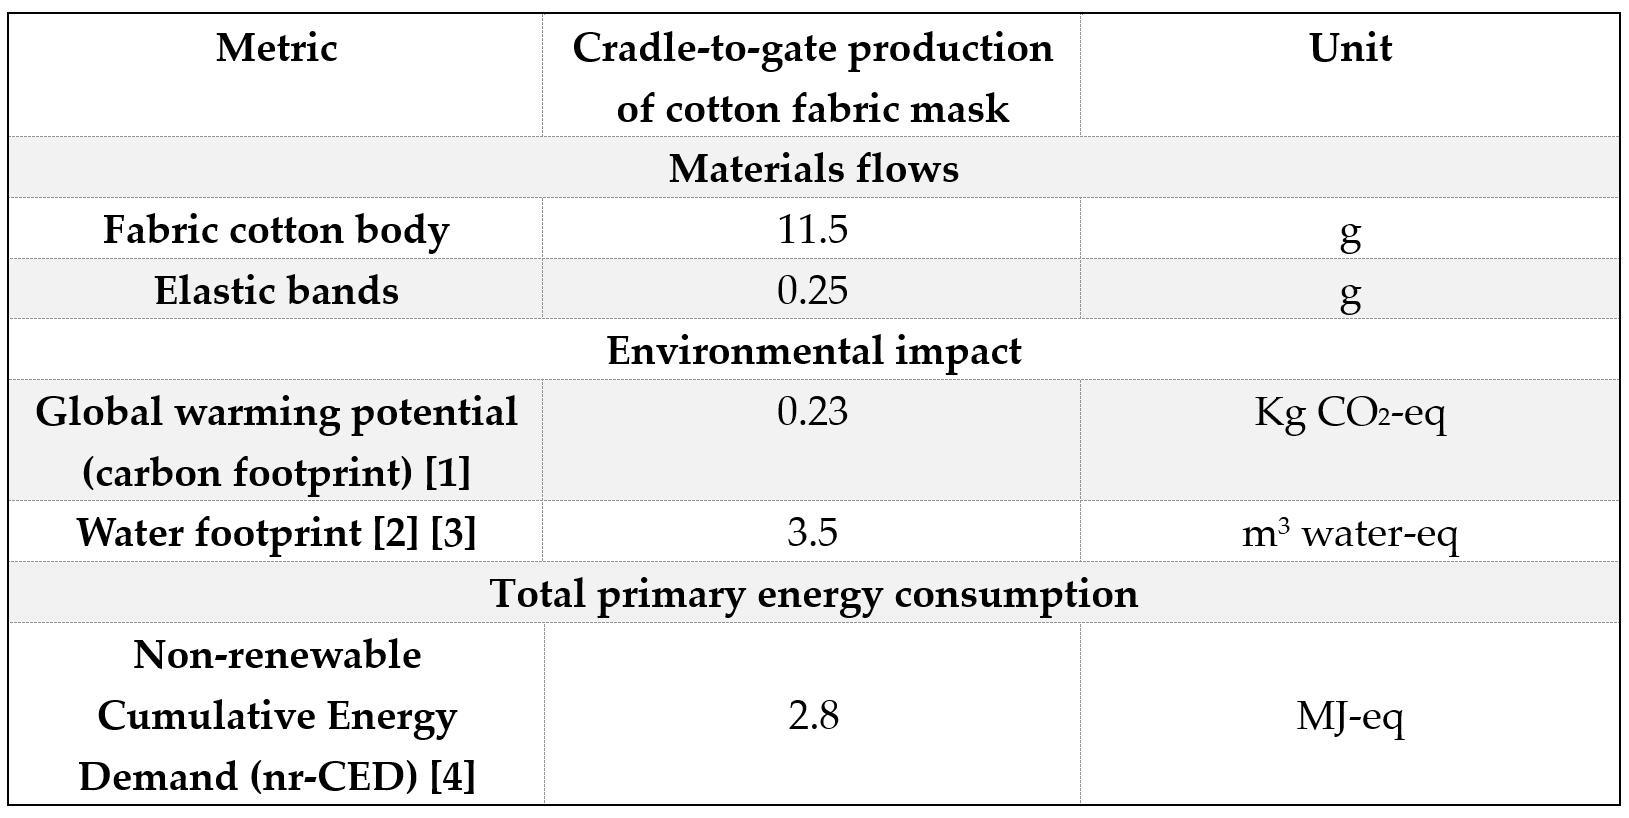 Metric Cradle-to-gate production Unit
of cotton fabric mask
Materials flows
Fabric cotton body 11.5 g
Elastic bands 0.25 g
Environmental impact
Global warming potential 0.23 Kg CO₂-eq
(carbon footprint) [1]
Water footprint [2] [3] 3.5 m³ water-eq
Total primary energy consumption
Non-renewable
Cumulative Energy 2.8 MJ-eq
Demand (nr-CED) [4]